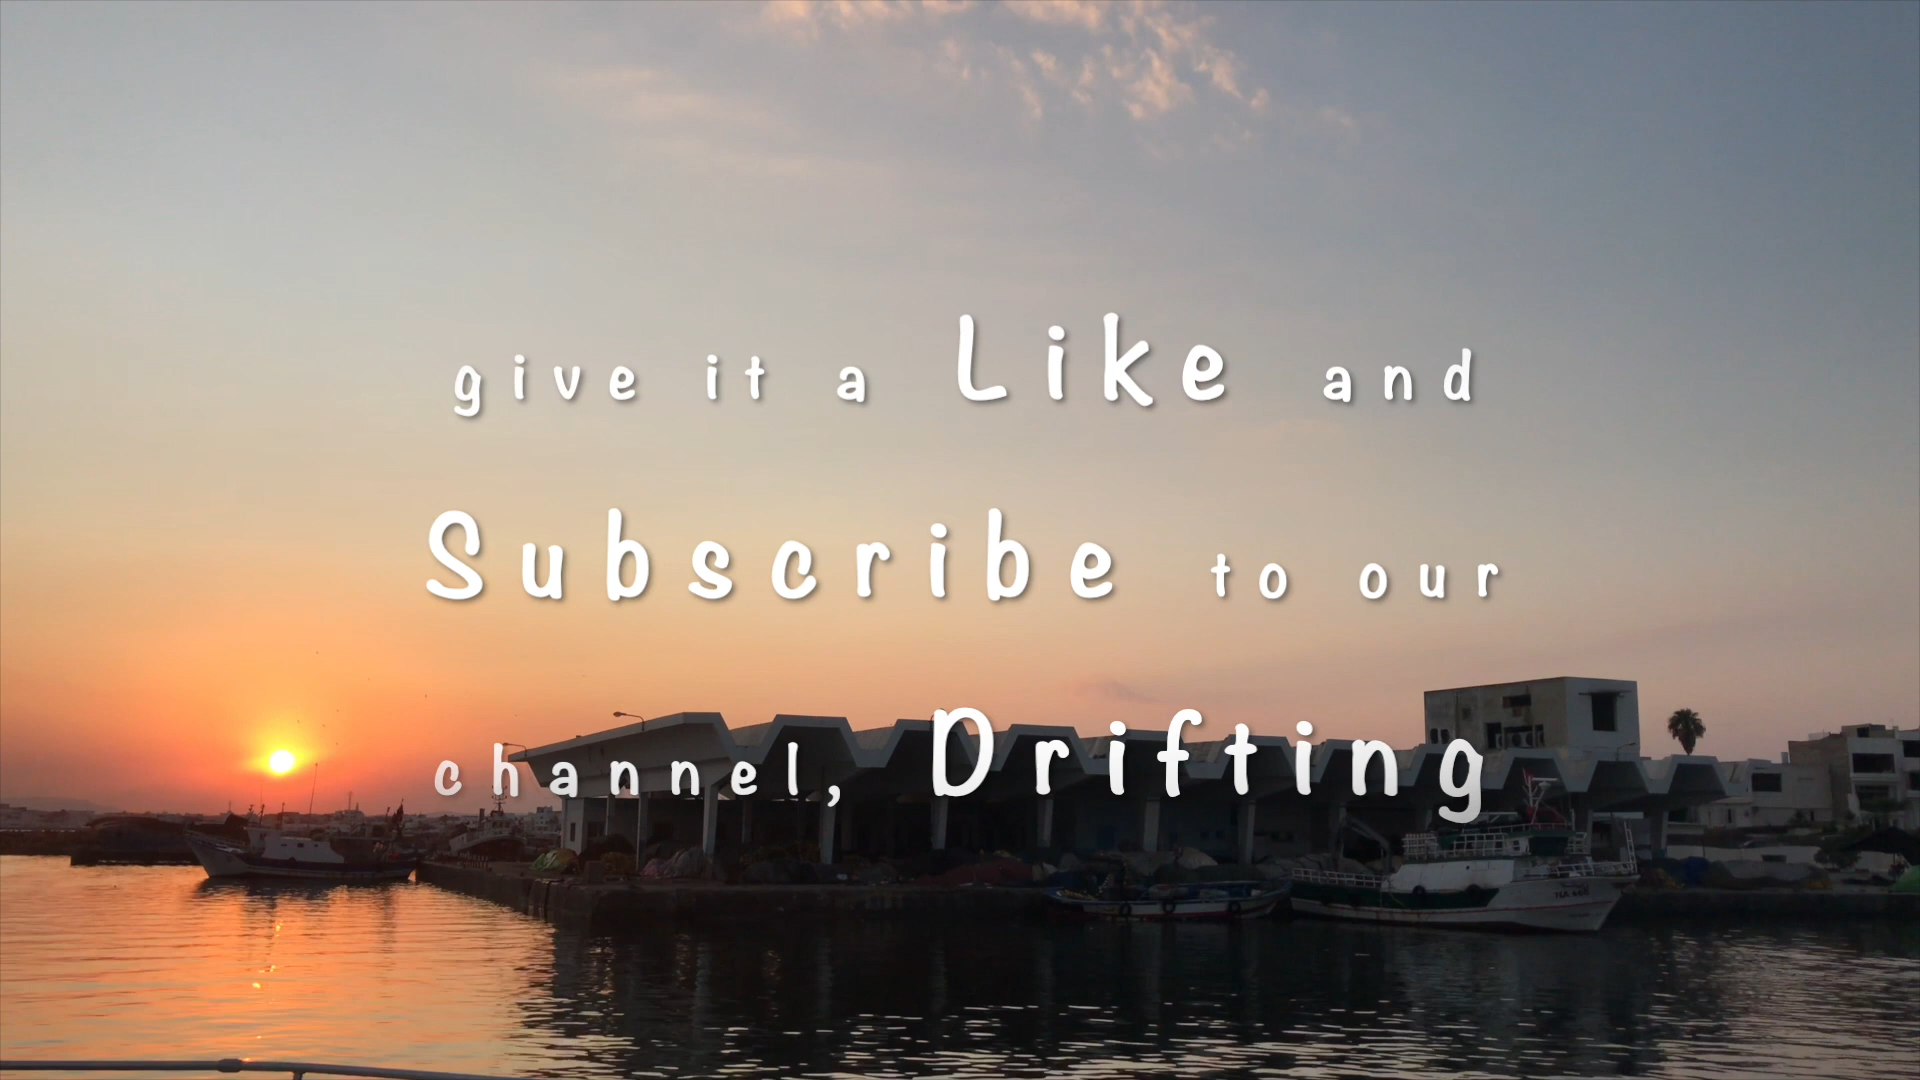 give it a Like and
Subscribe to our
channel, Drifting